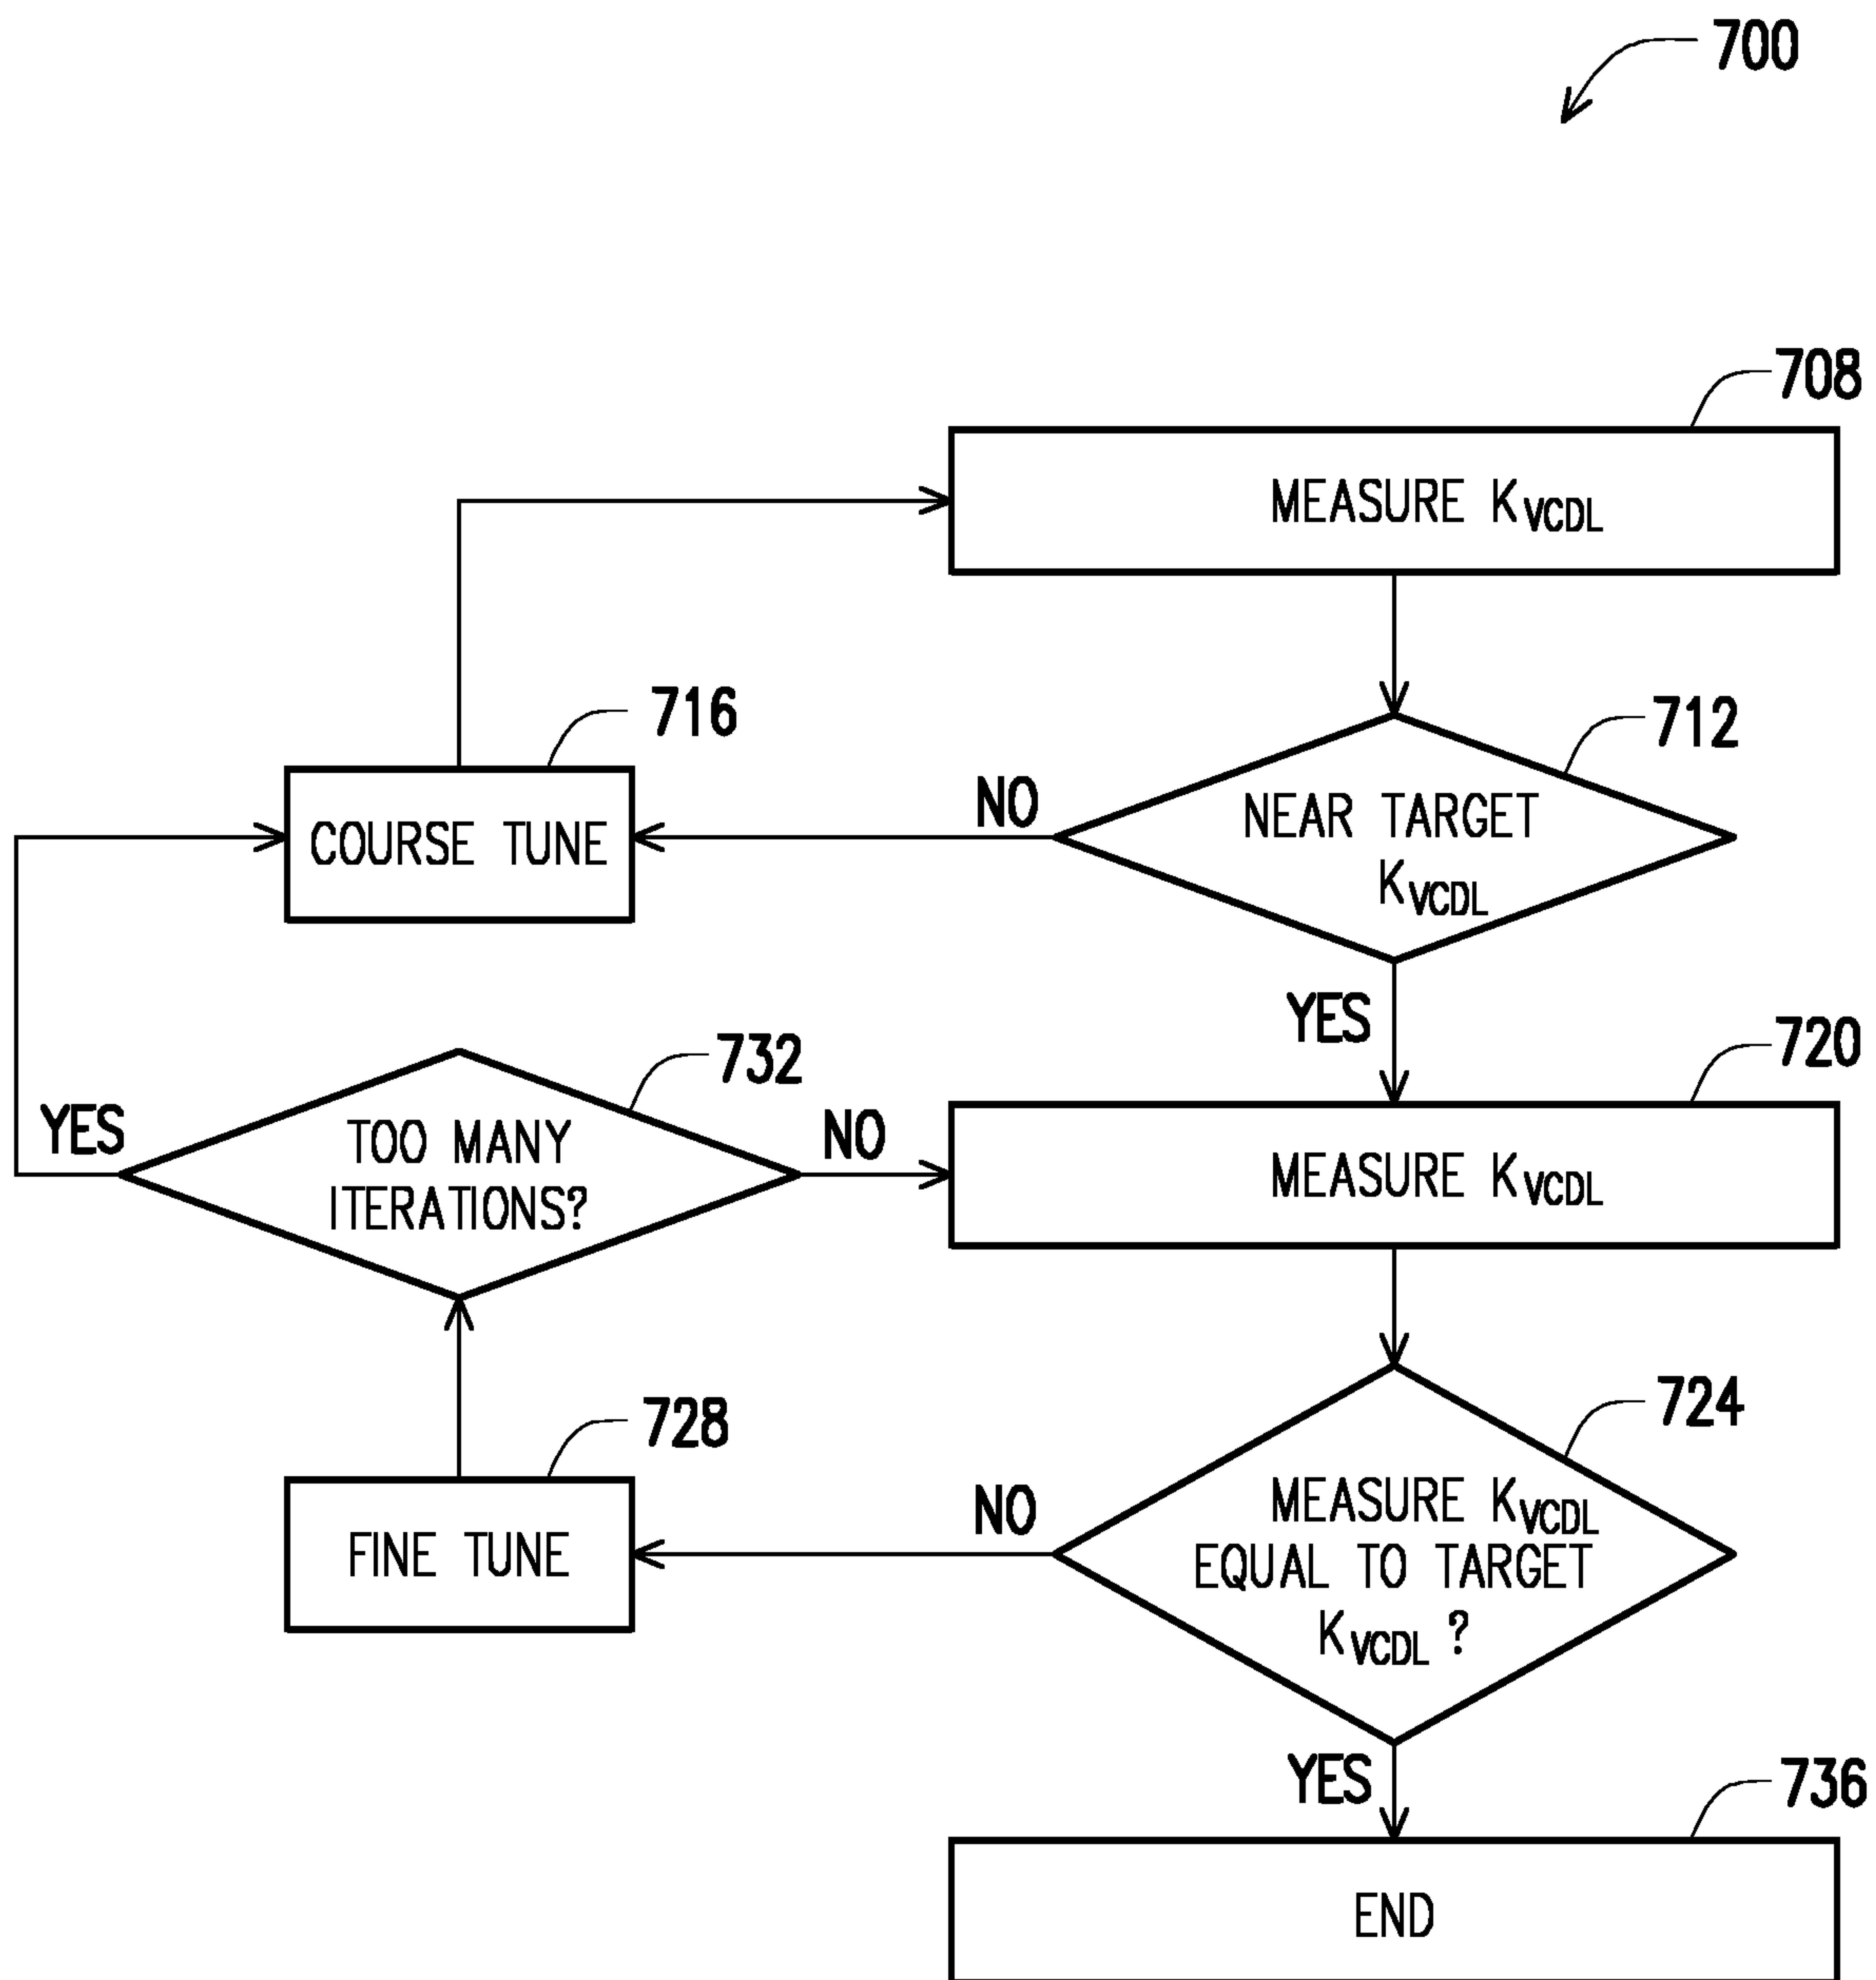 700
708
MEASURE KVCDL
716
712
COURSE TUNE
NO
NEAR TARGET
KVCDL
YES
732
720
YES
TOO MANY
ITERATIONS?
NO
MEASURE KVCDL
728
724
FINE TUNE
NO
MEASURE KVCDL
EQUAL TO TARGET
KVCDL ?
YES
736
END